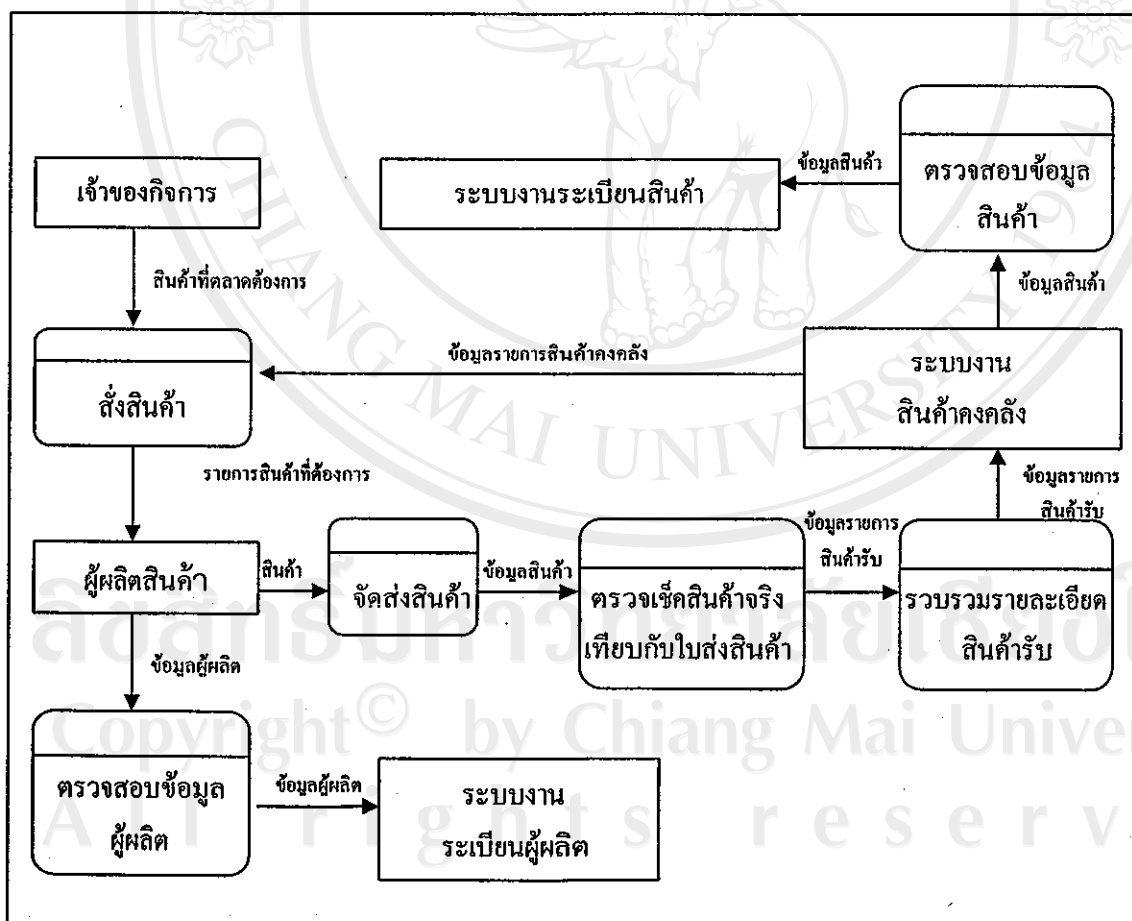 เจ้าของกิจการ
ระบบงานระเบียนสินค้า
ข้อมูลสินค้า
ตรวจสอบข้อมูล
สินค้า
สินค้าที่ตลาดต้องการ
ข้อมูลสินค้า
สั่งสินค้า
ข้อมูลรายการสินค้าคงคลัง
ระบบงาน
สินค้าคงคลัง
รายการสินค้าที่ต้องการ
ข้อมูลรายการ
สินค้ารับ
ผู้ผลิตสินค้า
สินค้า
จัดส่งสินค้า
ข้อมูลสินค้า
ตรวจเช็คสินค้าจริง
เทียบกับใบส่งสินค้า
ข้อมูลรายการ
สินค้ารับ
รวบรวมรายละเอียด
สินค้ารับ
ข้อมูลผู้ผลิต
ตรวจสอบข้อมูล
ผู้ผลิต
ข้อมูลผู้ผลิต
ระบบงาน
ระเบียนผู้ผลิต
CHIANG MAI UNIVERSITY 1964
Copyright© by Chiang Mai Univer
All rights reserv